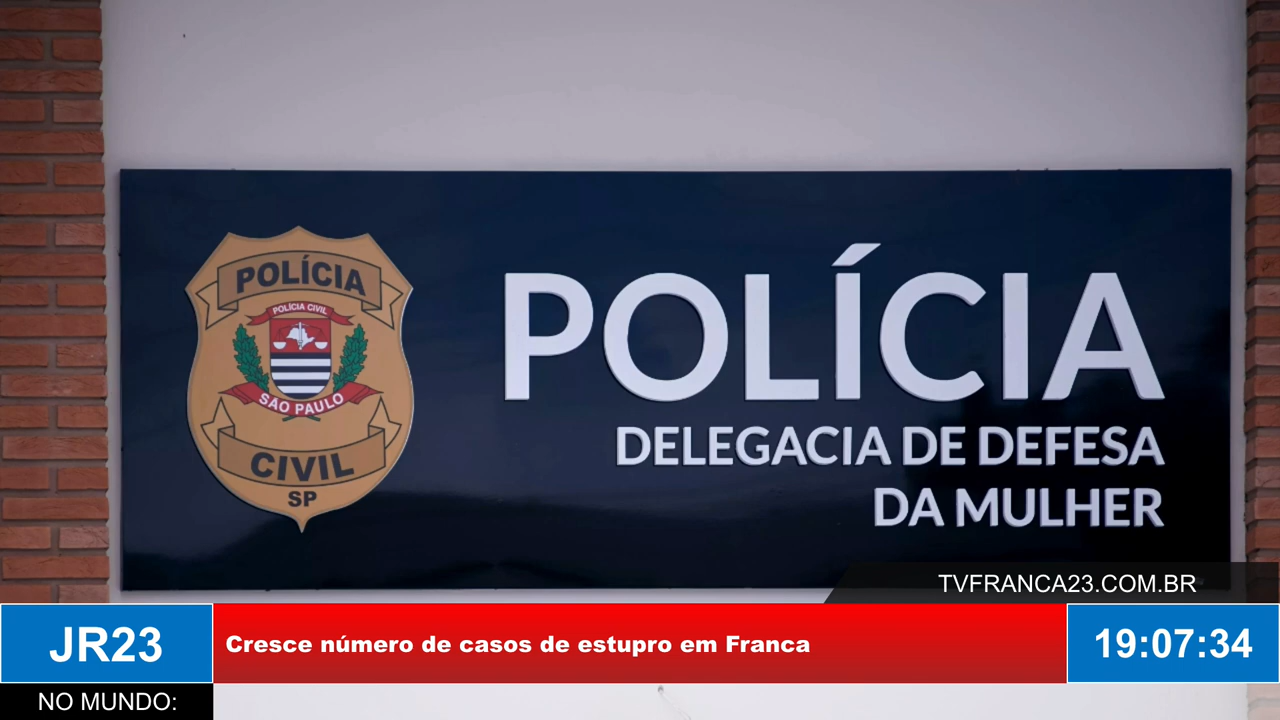 POLÍCIA
POLÍCIA CIVIL
SÃO PAULO
CIVIL
SP
POLÍCIA
DELEGACIA DE DEFESA
DA MULHER
TVFRANCA23.COM.BR
JR23
Cresce número de casos de estupro em Franca
19:07:34
NO MUNDO: